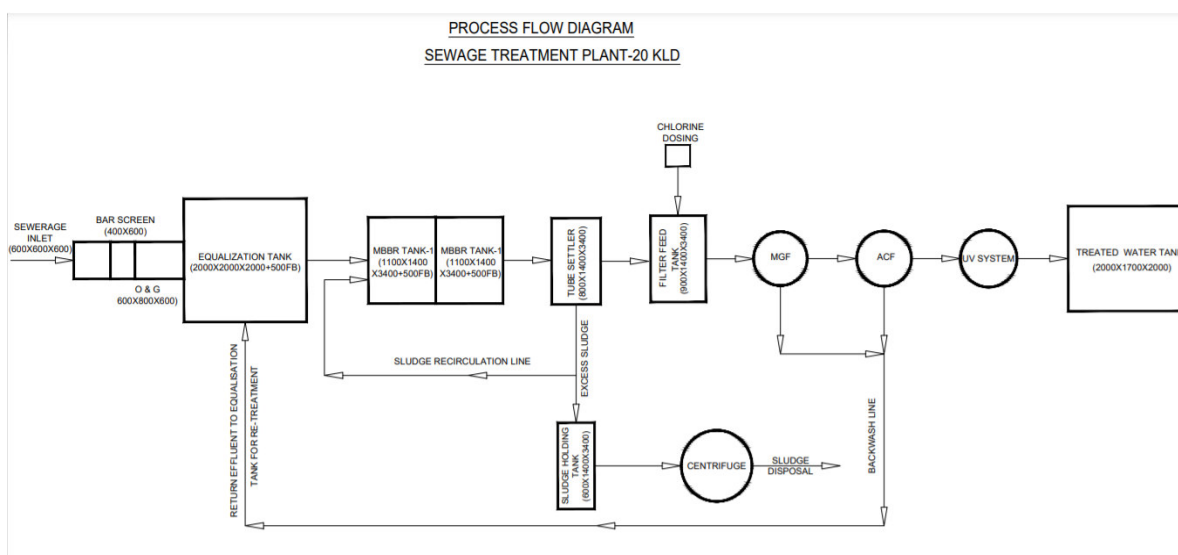 PROCESS FLOW DIAGRAM
SEWAGE TREATMENT PLANT-20 KLD
CHLORINE
DOSING
SEWERAGE
INLET
(600X600X600)
BAR SCREEN
(400X600)
O & G
600X800X600)
EQUALIZATION TANK
(2000X2000X2000+500FB)
MBBR TANK-1
(1100X1400
X3400+500FB)
MBBR TANK-1
(1100X1400
X3400+500FB)
TUBE SETTLER
(800X1400X3400)
FILTER FEED
TANK
(900X1400X3400)
MGF
ACF
UV SYSTEM
TREATED WATER TANK
(2000X1700X2000)
SLUDGE RECIRCULATION LINE
EXCESS SLUDGE
SLUDGE HOLDING
TANK
(600X1400X3400)
CENTRIFUGE
SLUDGE
DISPOSAL
BACKWASH LINE
RETURN EFFLUENT TO EQUALISATION
TANK FOR RE-TREATMENT